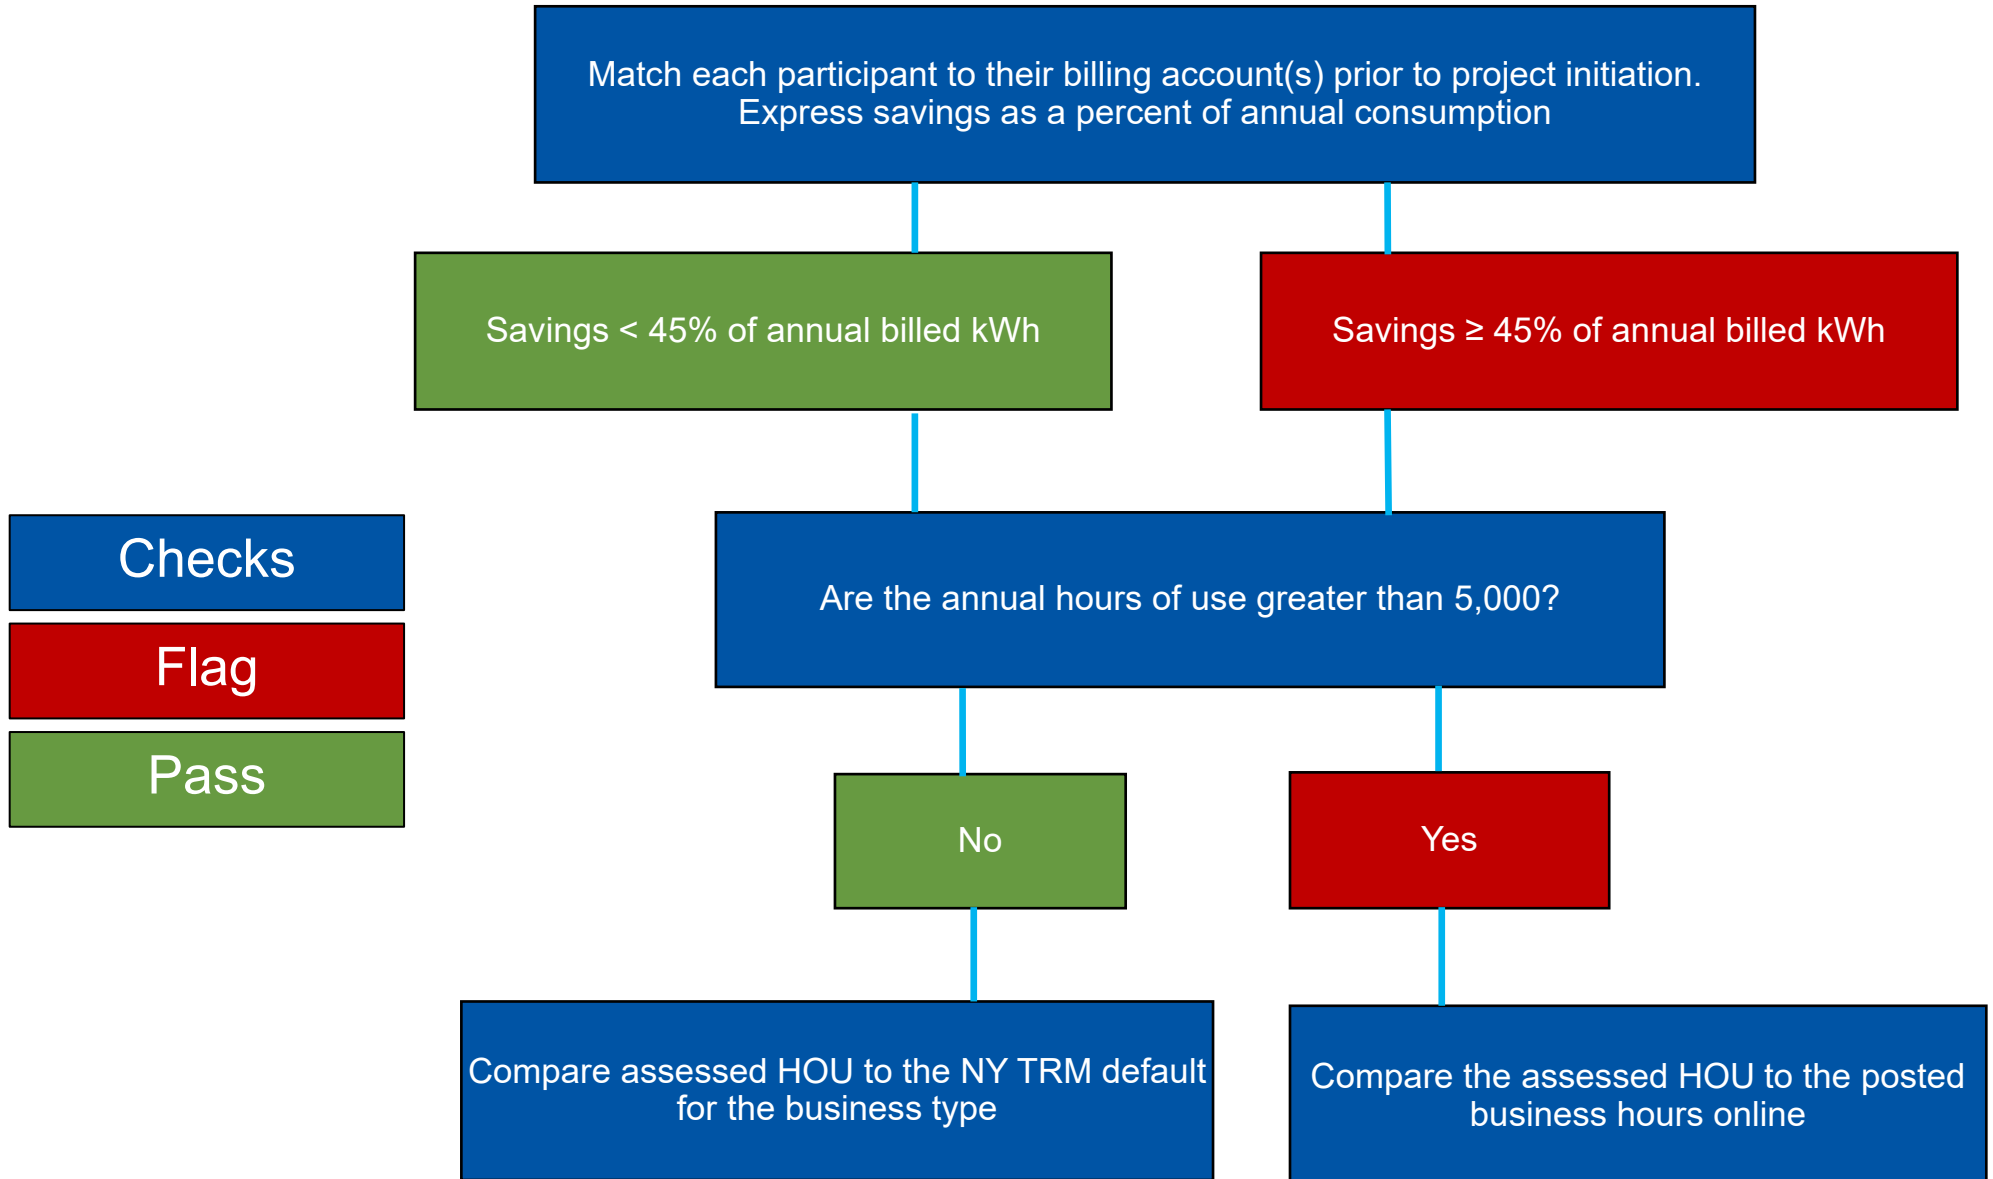 Match each participant to their billing account(s) prior to project initiation.
Express savings as a percent of annual consumption
Savings < 45% of annual billed kWh
Savings ≥ 45% of annual billed kWh
Checks
Flag
Pass
Are the annual hours of use greater than 5,000?
No
Yes
Compare assessed HOU to the NY TRM default
for the business type
Compare the assessed HOU to the posted
business hours online